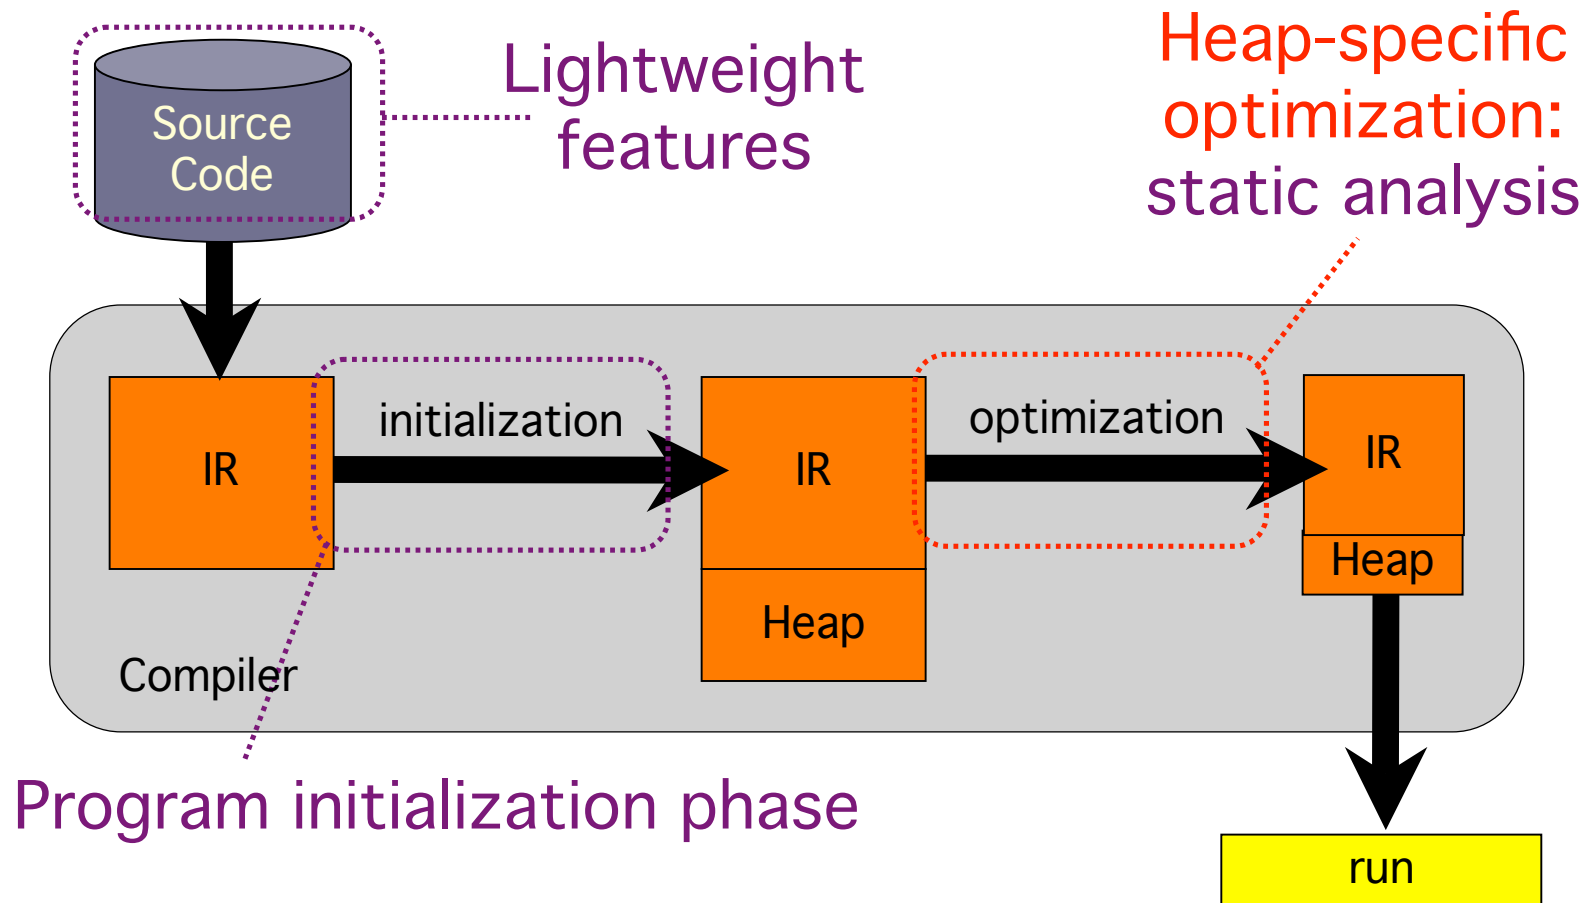 Source
Code
Lightweight
features
Heap-specific
optimization:
static analysis
IR
initialization
IR
Heap
optimization
IR
Heap
Compiler
Program initialization phase
run